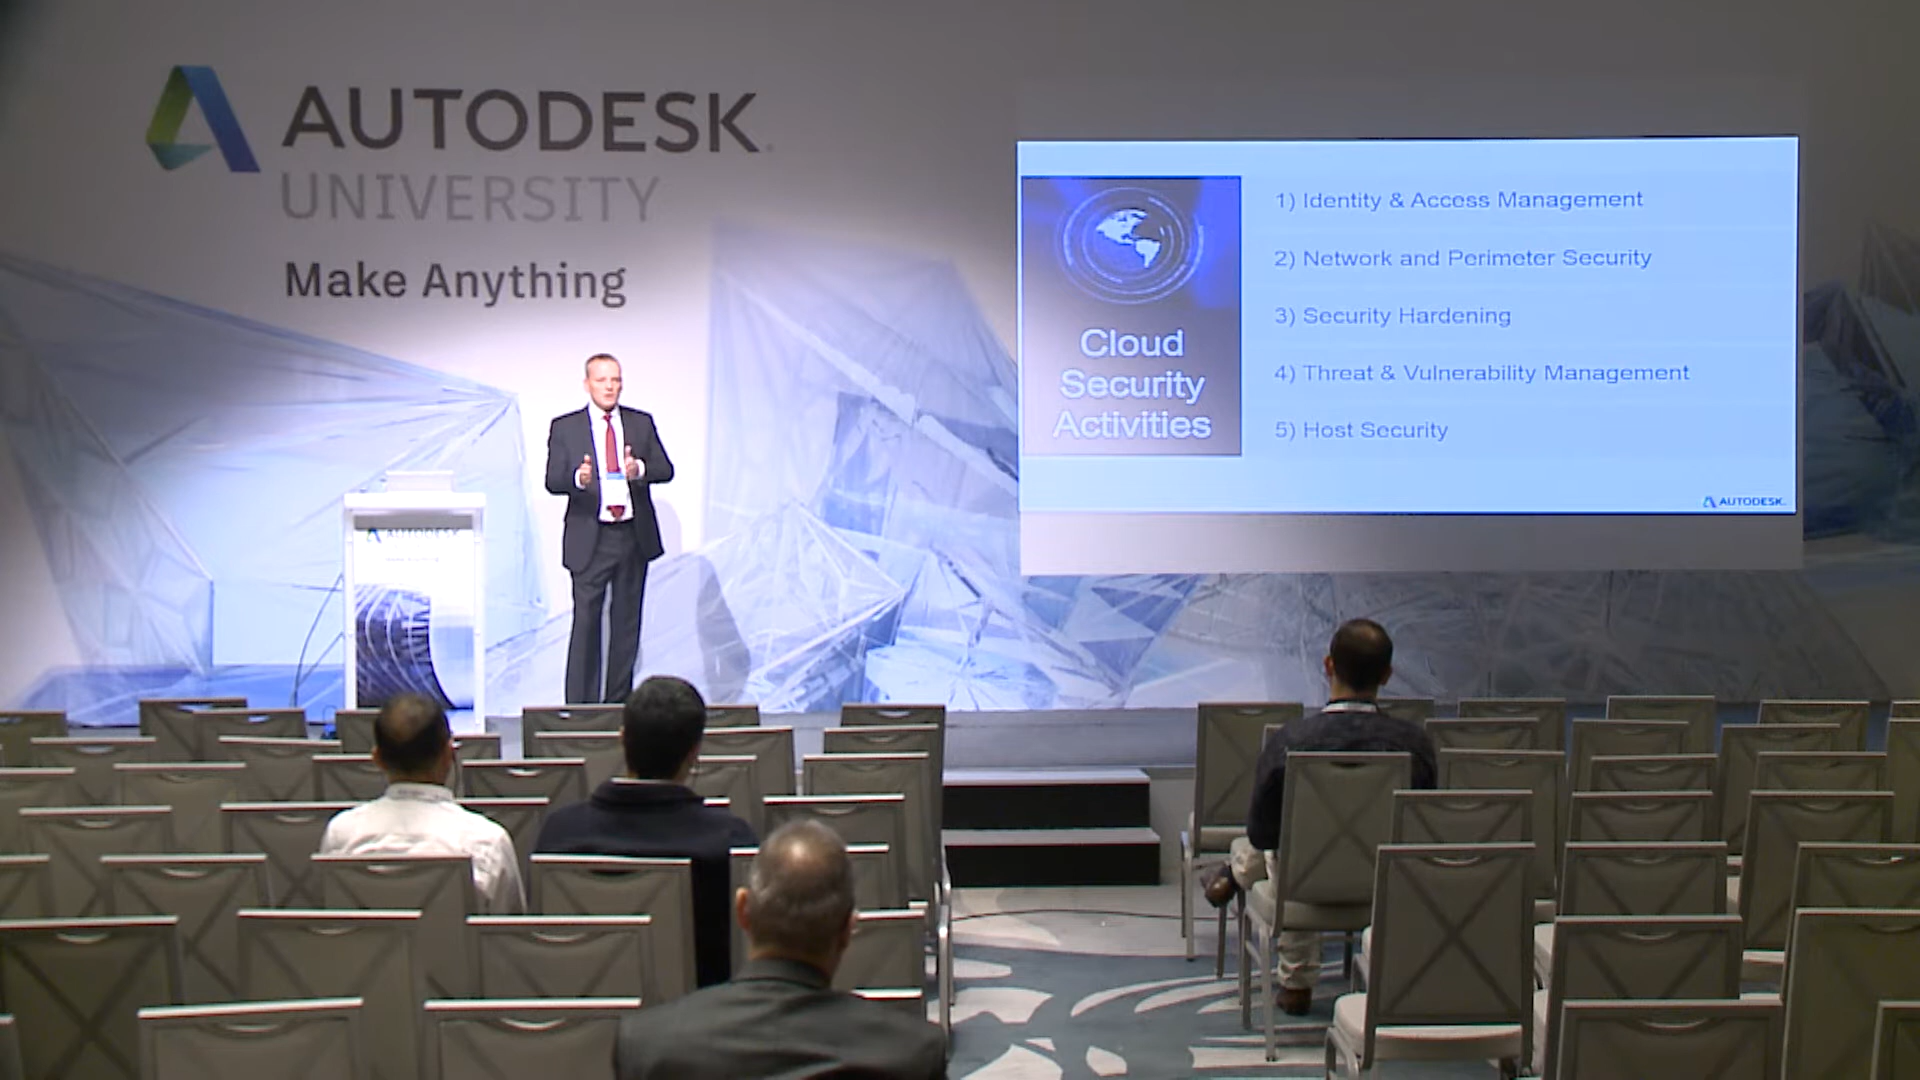 AUTODESK
UNIVERSITY
Make Anything
Cloud
Security
Activities
1) Identity & Access Management
2) Network and Perimeter Security
3) Security Hardening
4) Threat & Vulnerability Management
5) Host Security
AUTODESK
AUTODESK